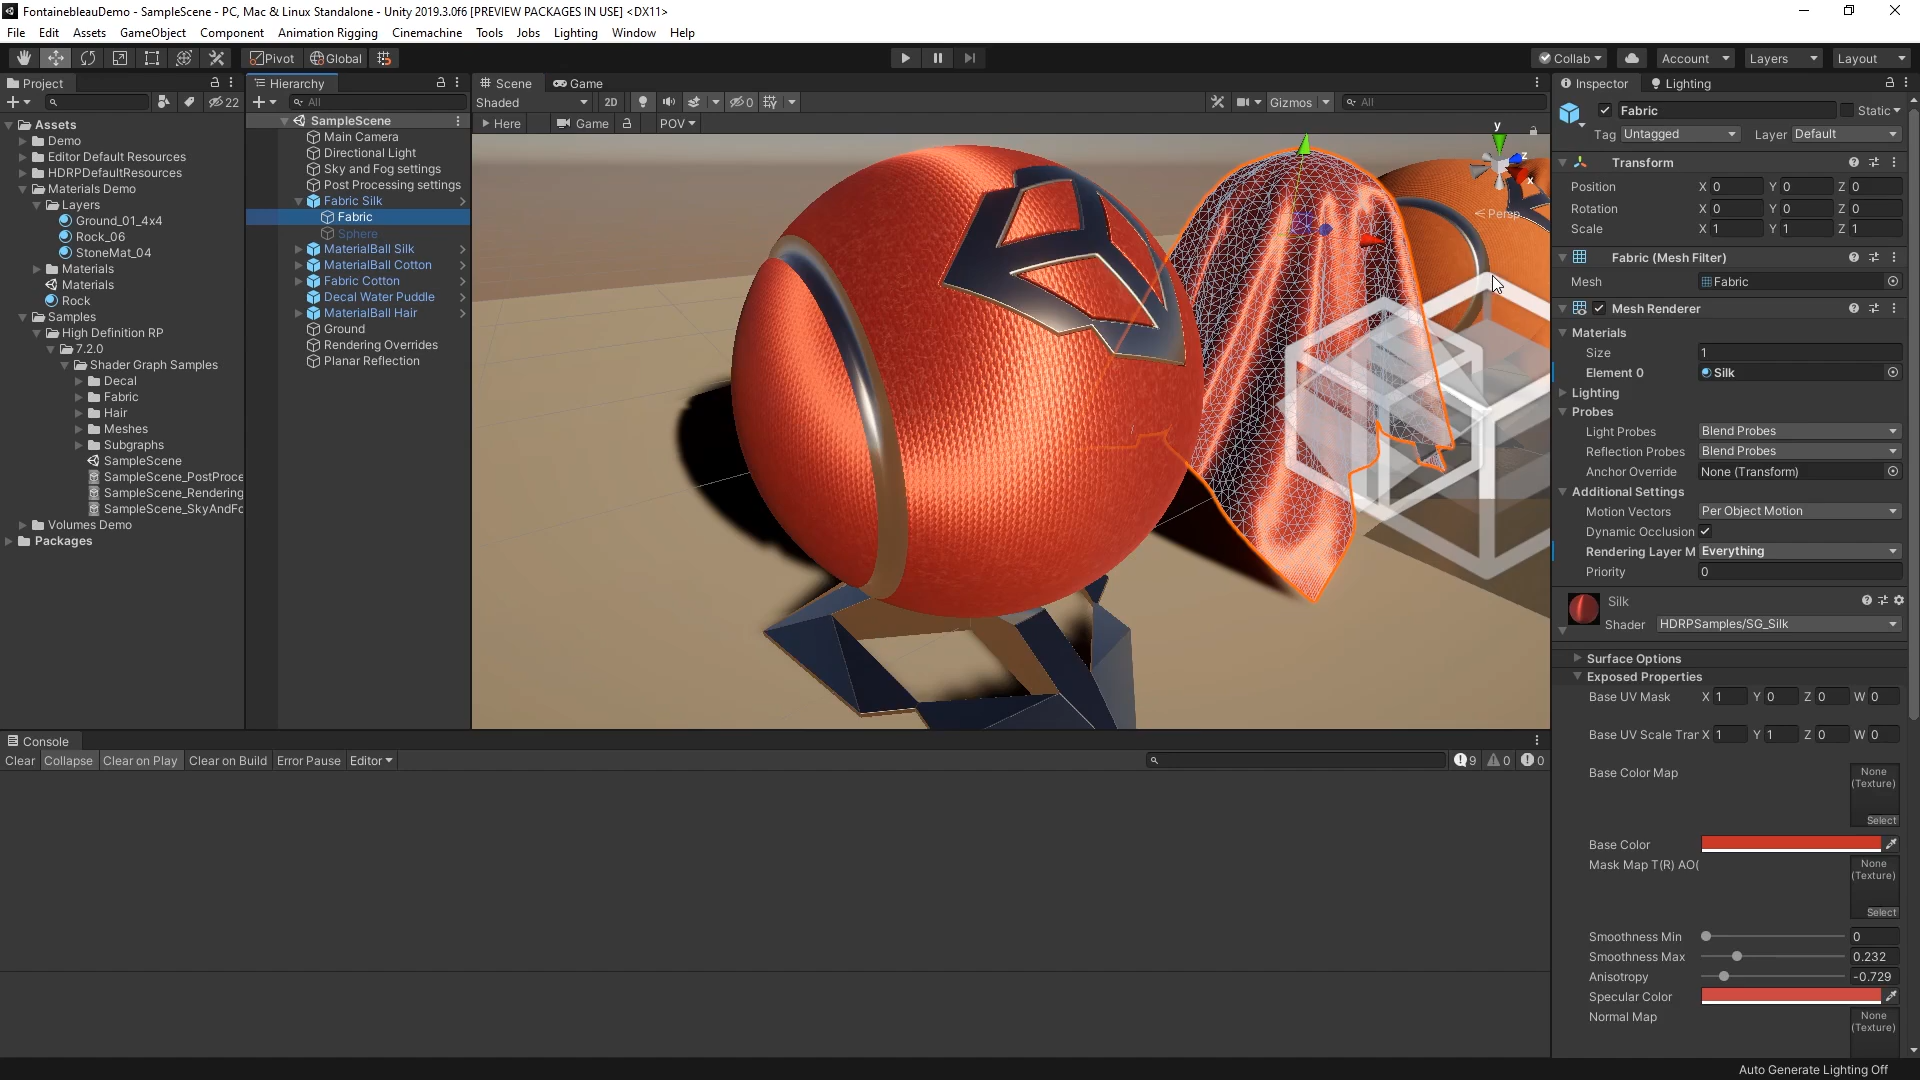 FontainebleauDemo - SampleScene - PC, Mac & Linux Standalone - Unity 2019.3.0f6 [PREVIEW PACKAGES IN USE] <DX11>
File Edit Assets GameObject Component Animation Rigging Cinemachine Tools Jobs Lighting Window Help
Pivot Global Collab Account Layers Layout
Project
22
Assets
Demo
Editor Default Resources
HDRPDefaultResources
Materials Demo
Layers
Ground_01_4x4
Rock_06
StoneMat_04
Materials
Materials
Rock
Samples
High Definition RP
7.2.0
Shader Graph Samples
Decal
Fabric
Hair
Meshes
Subgraphs
SampleScene
SampleScene_PostProce
SampleScene_Rendering
SampleScene_SkyAndFo
Volumes Demo
Packages
Hierarchy
All
SampleScene
Main Camera
Directional Light
Sky and Fog settings
Post Processing settings
Fabric Silk
Fabric
Sphere
MaterialBall Silk
MaterialBall Cotton
Fabric Cotton
Decal Water Puddle
MaterialBall Hair
Ground
Rendering Overrides
Planar Reflection
Scene Game
Shaded 2D 0 Gizmos All
Here Game POV
y
z
x
Persp
Inspector Lighting
Fabric Static
Tag Untagged Layer Default
Transform
Position X 0 Y 0 Z 0
Rotation X 0 Y 0 Z 0
Scale X 1 Y 1 Z 1
Fabric (Mesh Filter)
Mesh Fabric
Mesh Renderer
Materials
Size 1
Element 0 Silk
Lighting
Probes
Light Probes Blend Probes
Reflection Probes Blend Probes
Anchor Override None (Transform)
Additional Settings
Motion Vectors Per Object Motion
Dynamic Occlusion
Rendering Layer M Everything
Priority 0
Silk
Shader HDRPSamples/SG_Silk
Surface Options
Exposed Properties
Base UV Mask X 1 Y 0 Z 0 W 0
Base UV Scale Trar X 1 Y 1 Z 0 W 0
Base Color Map None (Texture) Select
Base Color
Mask Map T(R) AO( None (Texture) Select
Smoothness Min 0
Smoothness Max 0.232
Anisotropy -0.729
Specular Color
Normal Map None (Texture)
Console
Clear Collapse Clear on Play Clear on Build Error Pause Editor 9 0 0
Auto Generate Lighting Off